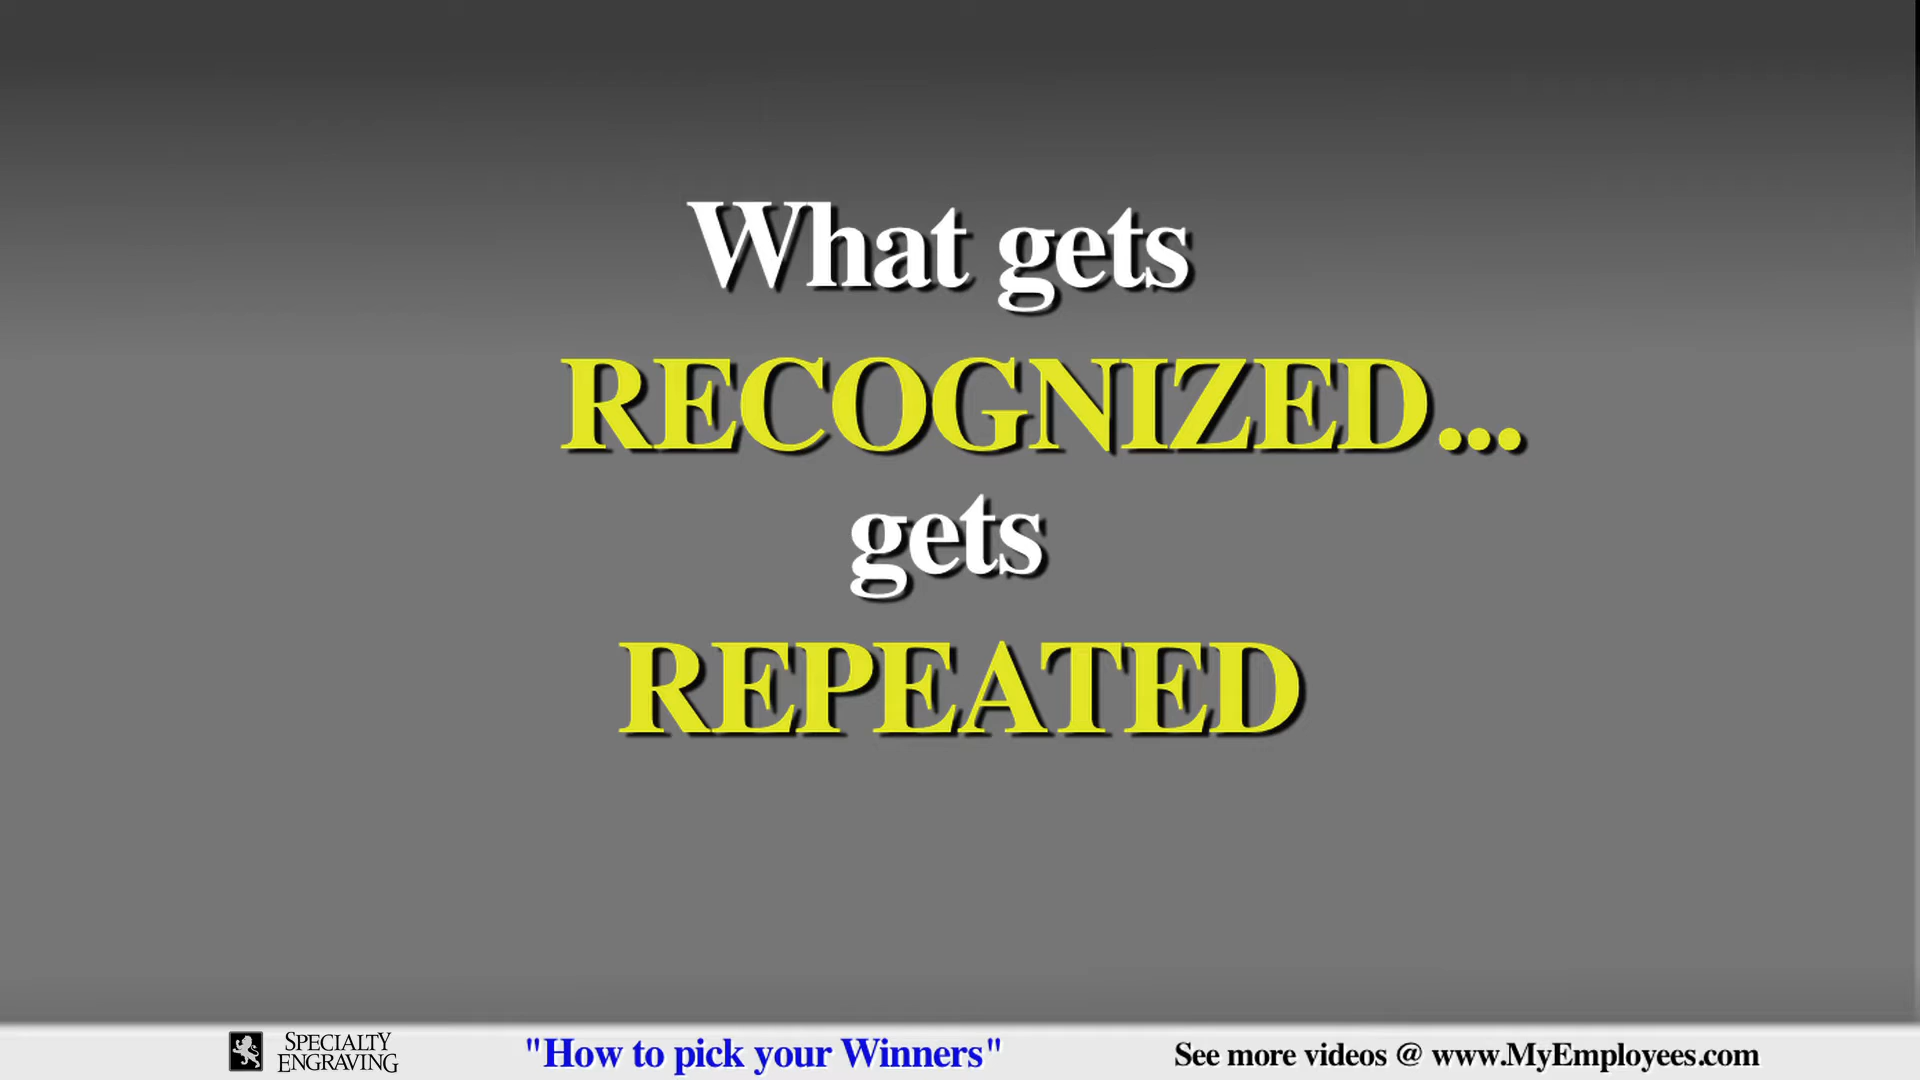 What gets
RECOGNIZED...
gets
REPEATED
SPECIALTY
ENGRAVING
"How to pick your Winners"
See more videos @ www.MyEmployees.com